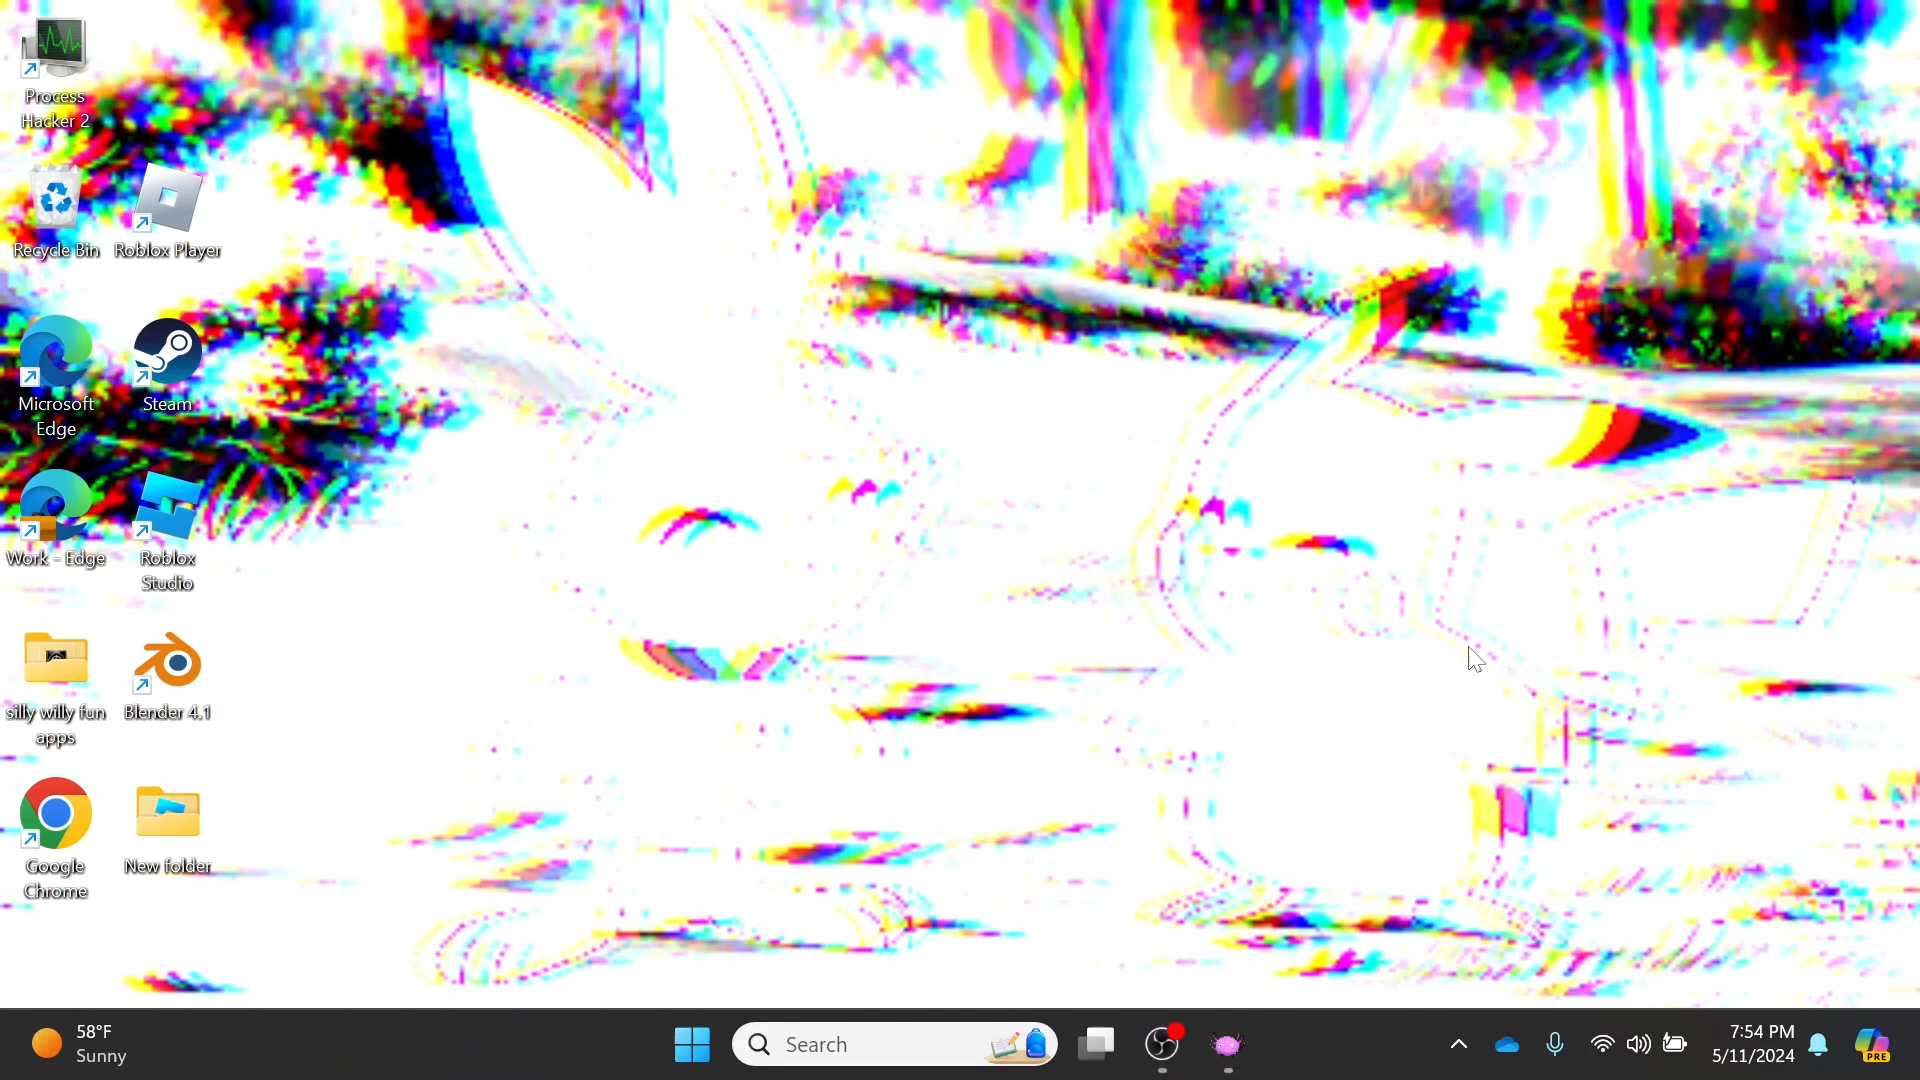 Process
Hacker 2
Recycle Bin
Roblox Player
Microsoft
Edge
Steam
Work - Edge
Roblox
Studio
silly willy fun
apps
Blender 4.1
Google
Chrome
New folder
58°F
Sunny
Search
7:54 PM
5/11/2024
PRE